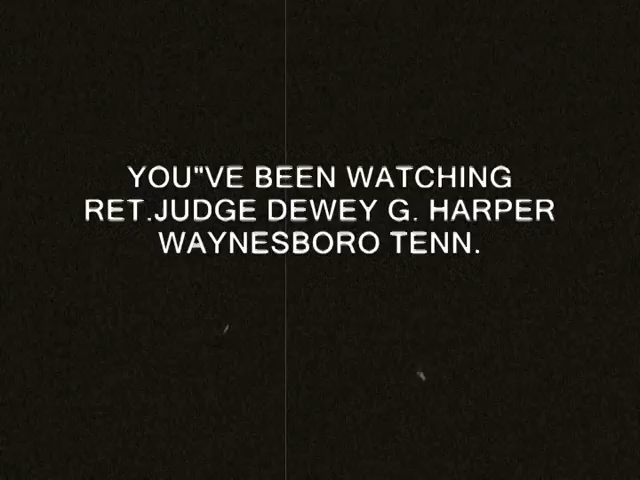 YOU"VE BEEN WATCHING
RET.JUDGE DEWEY G. HARPER
WAYNESBORO TENN.